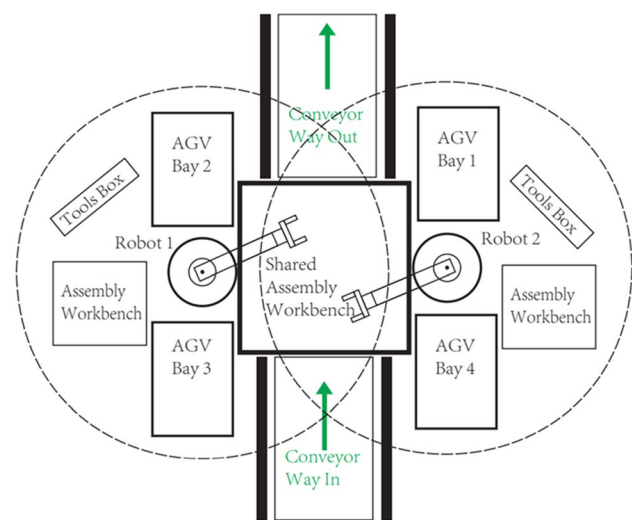 Conveyor
Way Out
AGV
Bay 2
AGV
Bay 1
Tools Box
Tools Box
Robot 1
Robot 2
Shared
Assembly
Workbench
Assembly
Workbench
Assembly
Workbench
AGV
Bay 3
AGV
Bay 4
Conveyor
Way In